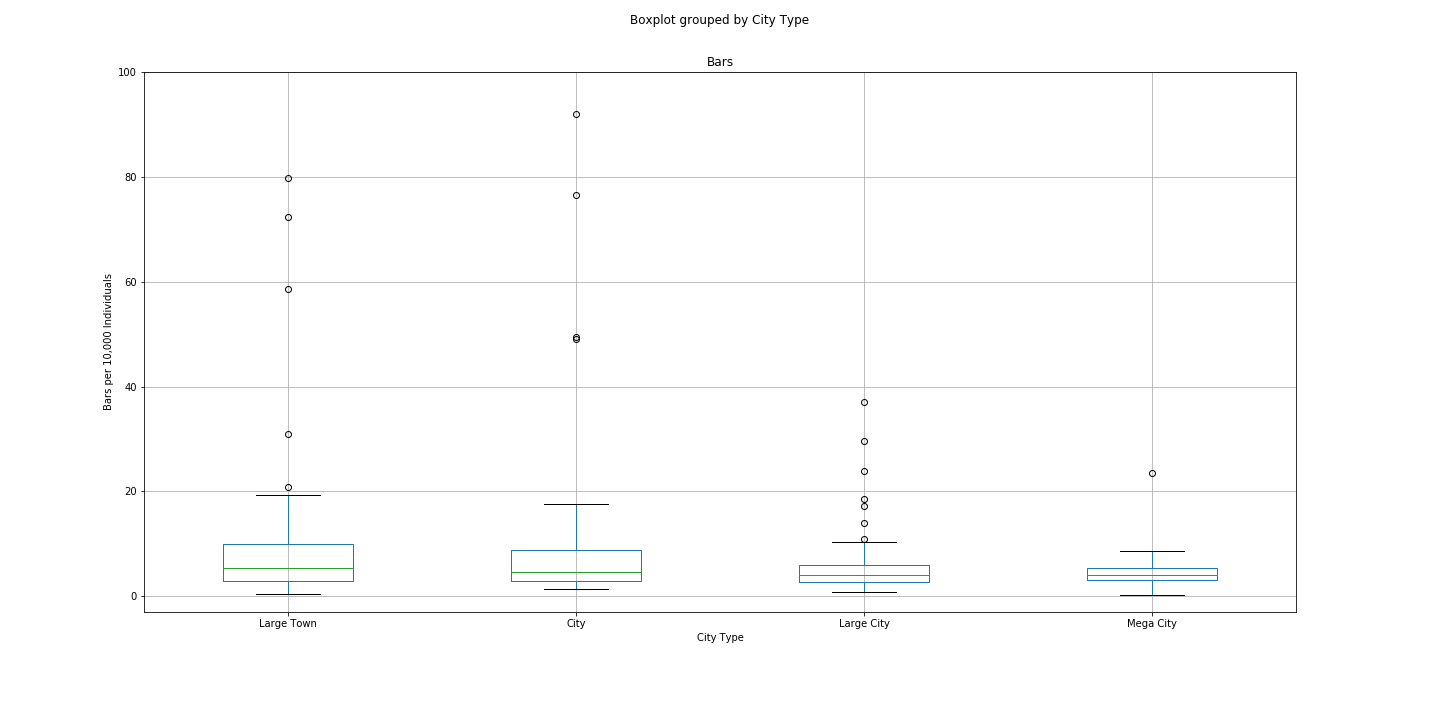 Boxplot grouped by City Type
Bars
100
80
60
40
20
0
Bars per 10,000 Individuals
Large Town City Large City Mega City
City Type